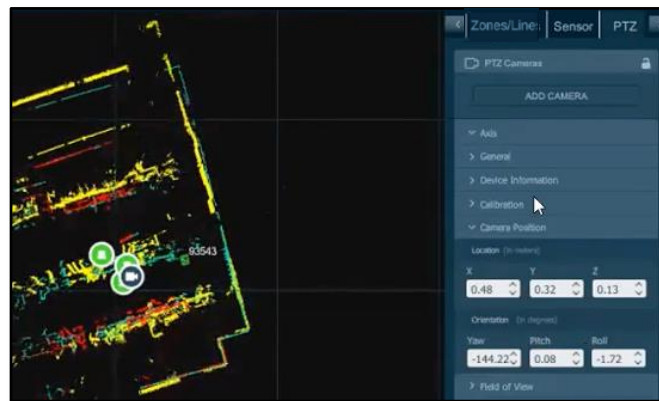 Zones/Lines Sensor PTZ
PTZ Cameras
ADD CAMERA
Axis
General
Device Information
Calibration
Camera Position
Location (in meters)
X Y Z
0.48 0.32 0.13
Orientation (in degrees)
Yaw Pitch Roll
-144.22 0.08 -1.72
Field of View
93543